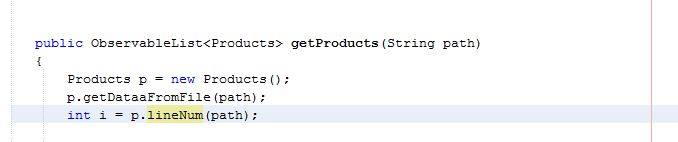 public ObservableList<Products> getProducts(String path)
{
Products p = new Products();
p.getDataaFromFile(path);
int i = p.lineNum(path);